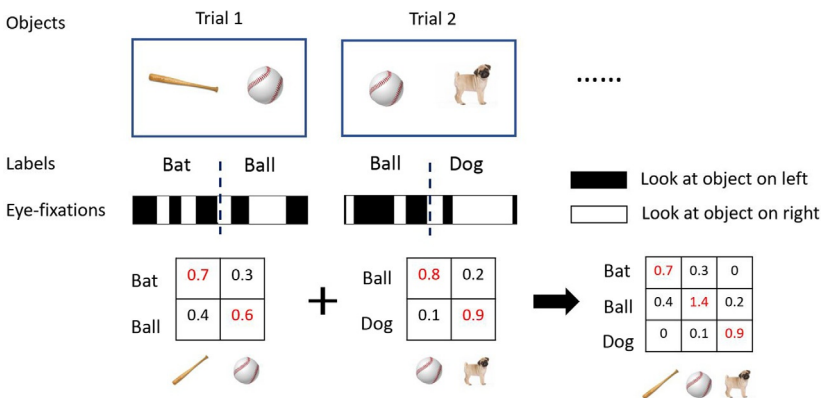 Objects
Trial 1
Trial 2
......
Labels
Bat
Ball
Ball
Dog
Eye-fixations
Look at object on left
Look at object on right
Bat
0.7 0.3
Ball
0.4 0.6
+
Ball
0.8 0.2
Dog
0.1 0.9
Bat
0.7 0.3 0
Ball
0.4 1.4 0.2
Dog
0 0.1 0.9